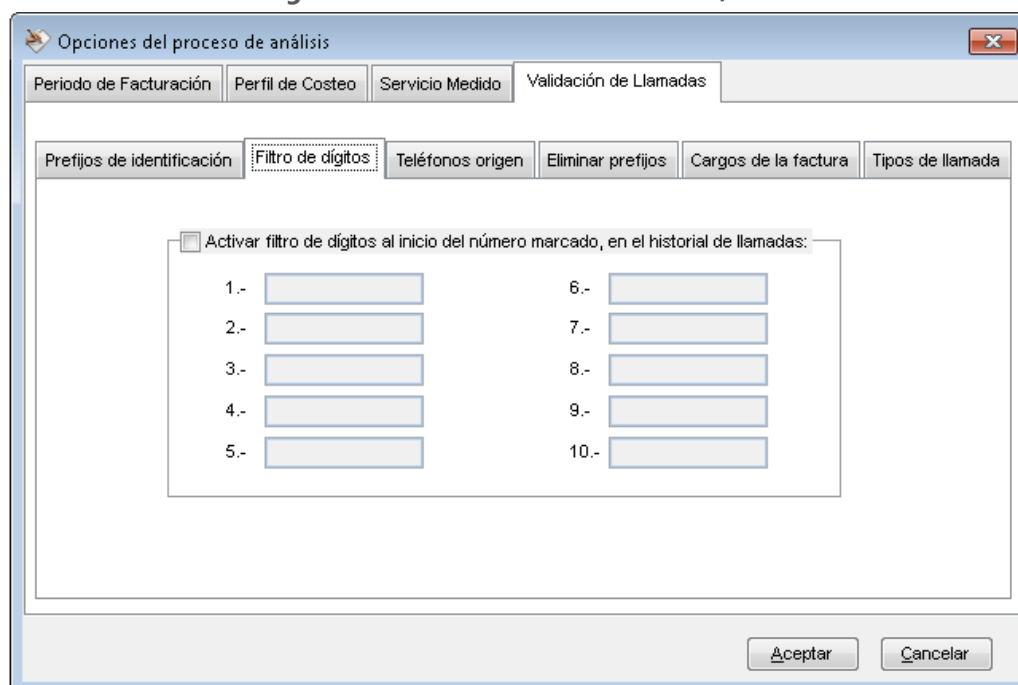 Opciones del proceso de análisis
Periodo de Facturación Perfil de Costeo Servicio Medido Validación de Llamadas
Prefijos de identificación Filtro de dígitos Teléfonos origen Eliminar prefijos Cargos de la factura Tipos de llamada
Activar filtro de dígitos al inicio del número marcado, en el historial de llamadas:
1.- 6.-
2.- 7.-
3.- 8.-
4.- 9.-
5.- 10.-
Aceptar Cancelar